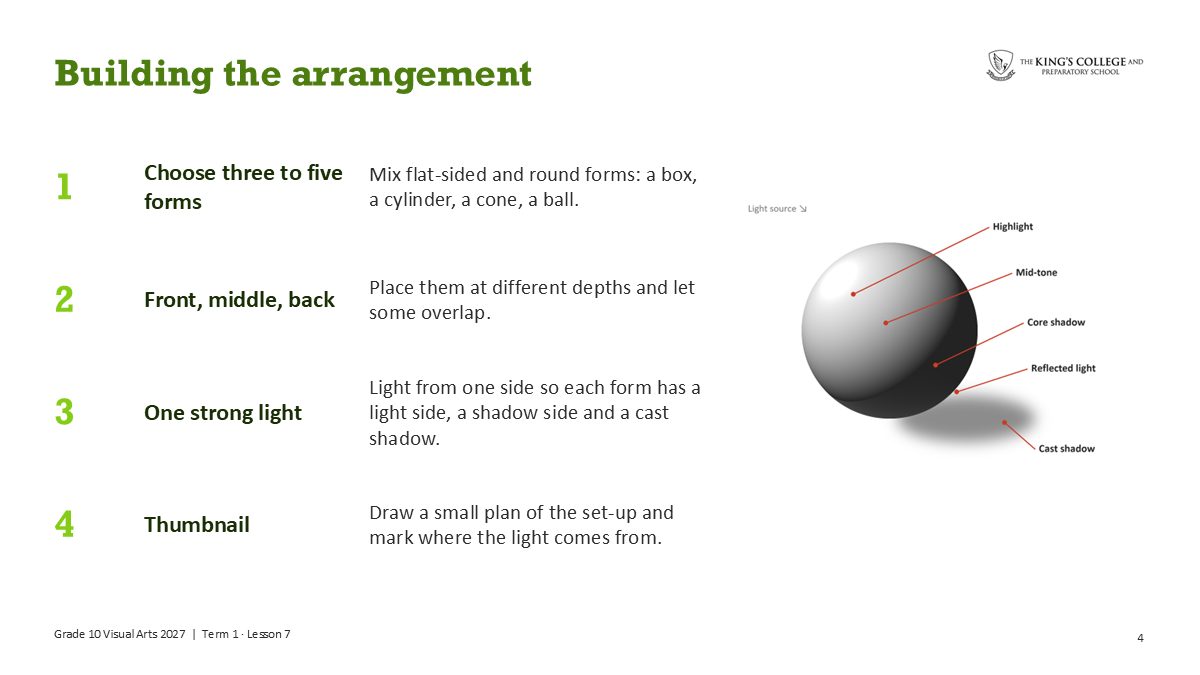 Building the arrangement
THE KING'S COLLEGE AND
PREPARATORY SCHOOL
1
Choose three to five
forms
Mix flat-sided and round forms: a box,
a cylinder, a cone, a ball.
2
Front, middle, back
Place them at different depths and let
some overlap.
3
One strong light
Light from one side so each form has a
light side, a shadow side and a cast
shadow.
4
Thumbnail
Draw a small plan of the set-up and
mark where the light comes from.
Light source ↘
Highlight
Mid-tone
Core shadow
Reflected light
Cast shadow
Grade 10 Visual Arts 2027 | Term 1 · Lesson 7
4